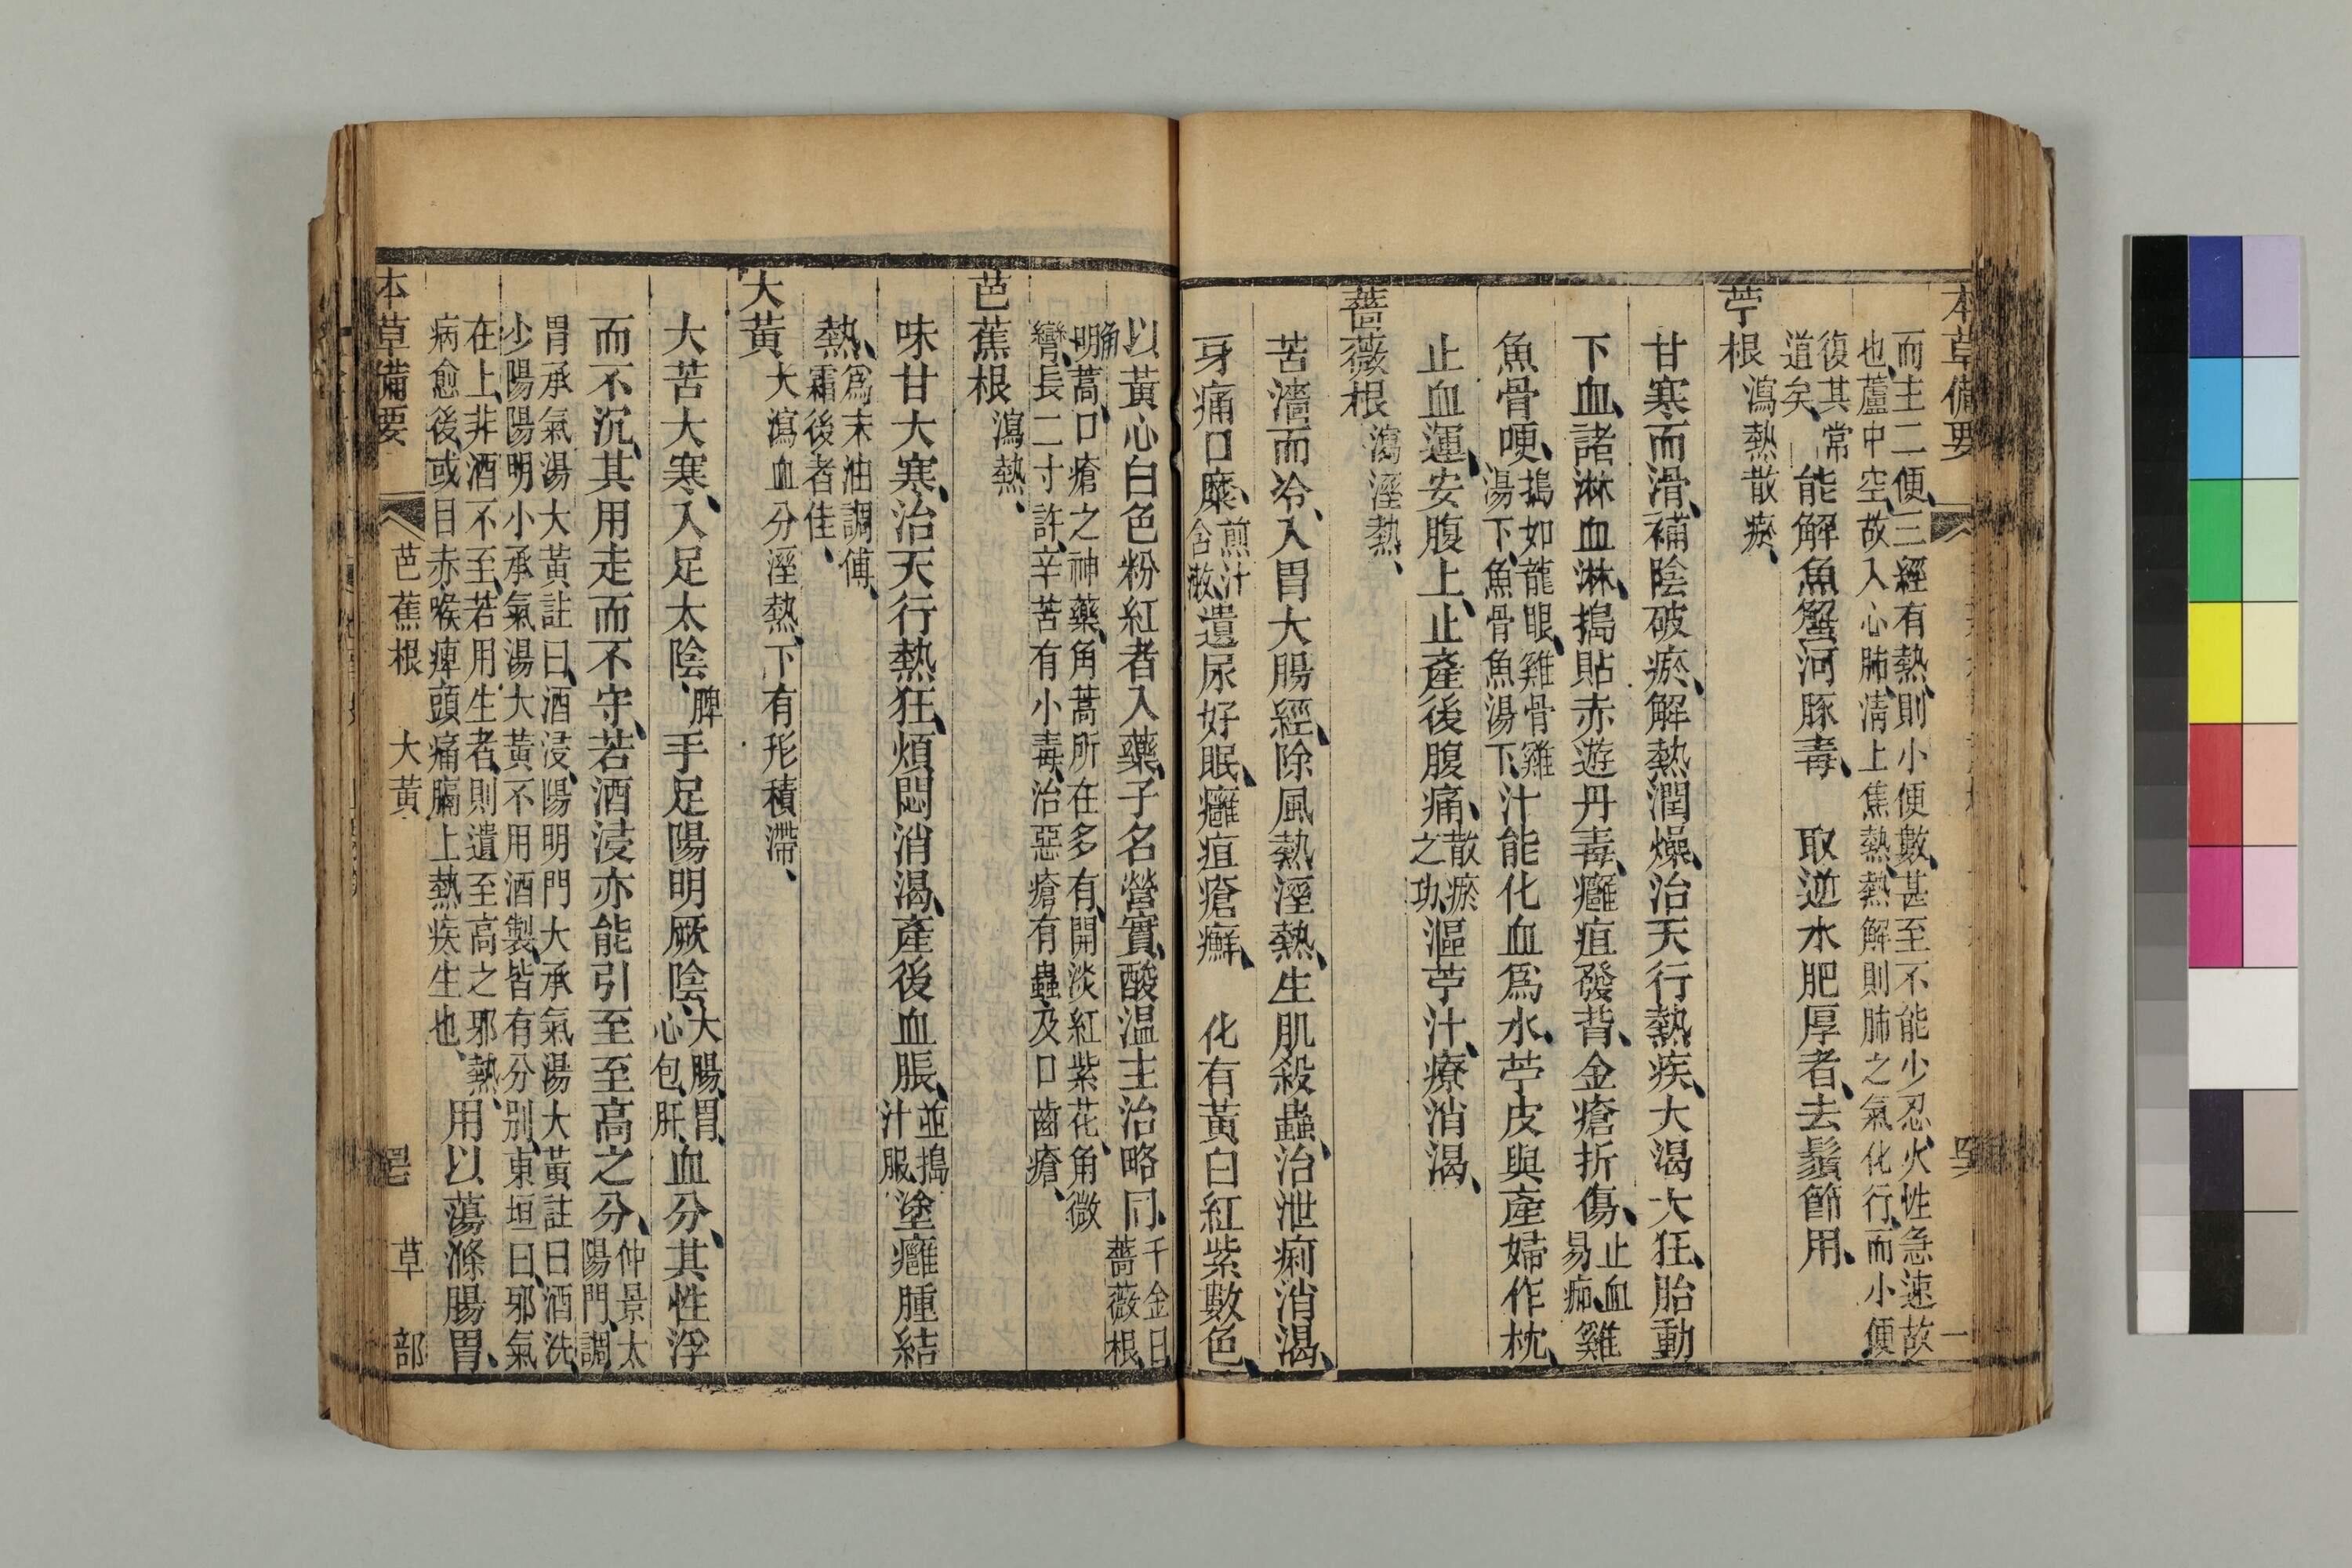 本草備要
而主二便、三經有熱、則小便數、甚至不能少忍、火性急速故
也、蘆中空、故入心肺、清上焦熱、熱解則肺之氣化行、而小便
復其常
道矣、
能解魚蟹河豚毒、取逆水肥厚者、去鬚節用、
苧根瀉熱散瘀、
甘寒而滑、補陰破瘀、解熱潤燥、治天行熱疾、大渴大狂、胎動
下血、諸淋血淋、搗貼赤遊丹毒、癰疽發背、金瘡折傷、止血
易痂、
雞
魚骨哽、搗如龍眼、雞骨雞
湯下、魚骨魚湯下、
汁能化血爲水、苧皮與產婦作枕、
止血運、安腹上、止產後腹痛、散瘀
之功、
漚苧汁、療消渴、
薔薇根瀉溼熱、
苦濇而冷、入胃大腸經、除風熱溼熱、生肌殺蟲、治泄痢消渴、
牙痛口糜、煎汁
含漱
遺尿好眠、癰疽瘡癬、化有黃白紅紫數色、
以黃心白色粉紅者入藥、子名營實、酸温主治略同、千金曰
薔薇根、
角
明蒿、口瘡之神藥、角蒿所在多有、開淡紅紫花、角微
彎、長二寸許、辛苦有小毒、治惡瘡有蟲、及口齒瘡、
芭蕉根瀉熱、
味甘大寒、治天行熱狂、煩悶消渴、產後血脹、並搗
汁服、
塗癰腫結
熱、爲末油調傅、
霜後者佳、
大黃大瀉血分溼熱、下有形積滯、
大苦大寒、入足太陰、脾
手足陽明厥陰、大腸、胃、
心包、肝、
血分、其性浮
而不沉、其用走而不守、若酒浸亦能引至至高之分、仲景太
陽門、調
胃承氣湯大黃註曰、酒浸、陽明門大承氣湯大黃註曰酒洗、
少陽陽明小承氣湯大黃不用酒製、皆有分別、東垣曰、邪氣
在上、非酒不至、若用生者、則遺至高之邪熱、
病愈後、或目赤、喉痺頭痛膈上熱疾生也、
用以蕩滌腸胃、
本草備要
芭蕉根
大黃
草
部